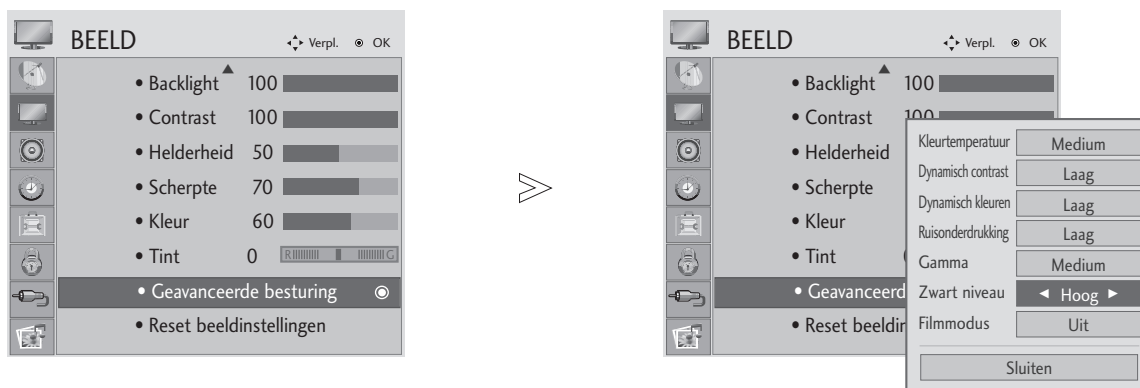 BEELD Verpl. OK
• Backlight 100
• Contrast 100
• Helderheid 50
• Scherpte 70
• Kleur 60
• Tint 0 R G
• Geavanceerde besturing
• Reset beeldinstellingen
BEELD Verpl. OK
• Backlight 100
• Contrast 100
• Helderheid
• Scherpte
• Kleur
• Tint
• Geavanceerd
• Reset beeldin
Kleurtemperatuur Medium
Dynamisch contrast Laag
Dynamisch kleuren Laag
Ruisonderdrukking Laag
Gamma Medium
Zwart niveau ◄ Hoog ►
Filmmodus Uit
Sluiten